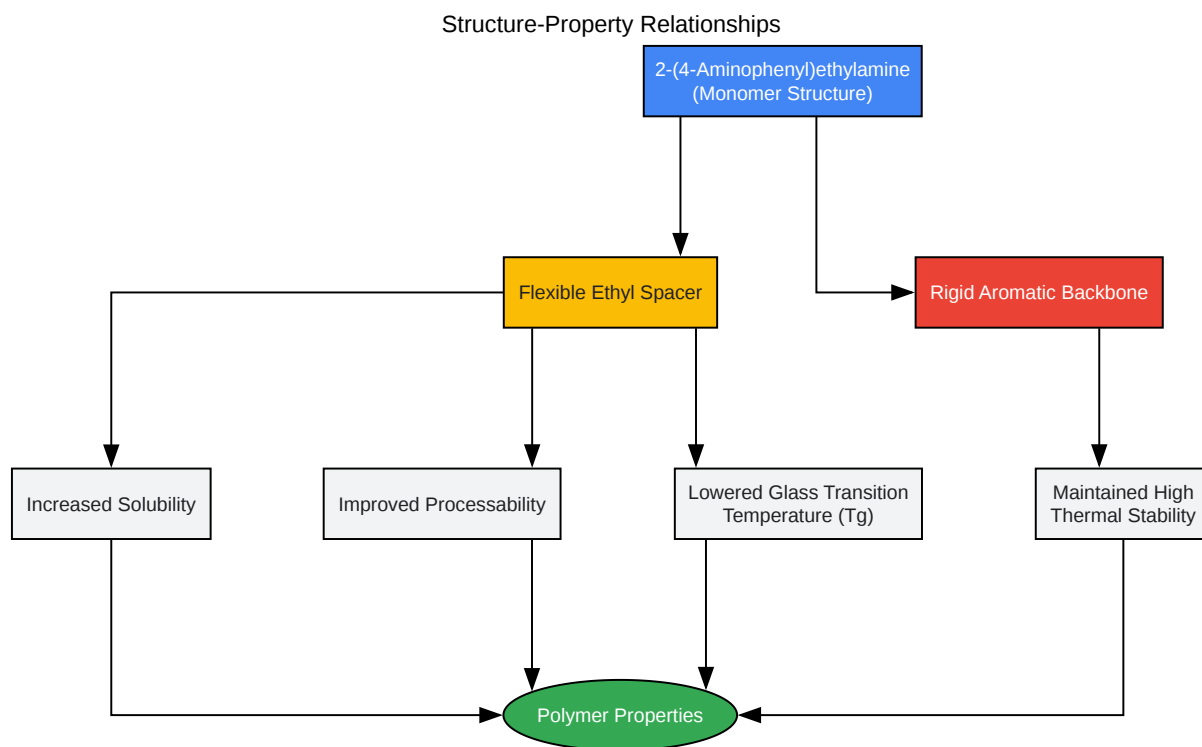 Structure-Property Relationships
2-(4-Aminophenyl)ethylamine
(Monomer Structure)
Flexible Ethyl Spacer
Rigid Aromatic Backbone
Increased Solubility
Improved Processability
Lowered Glass Transition
Temperature (Tg)
Maintained High
Thermal Stability
Polymer Properties